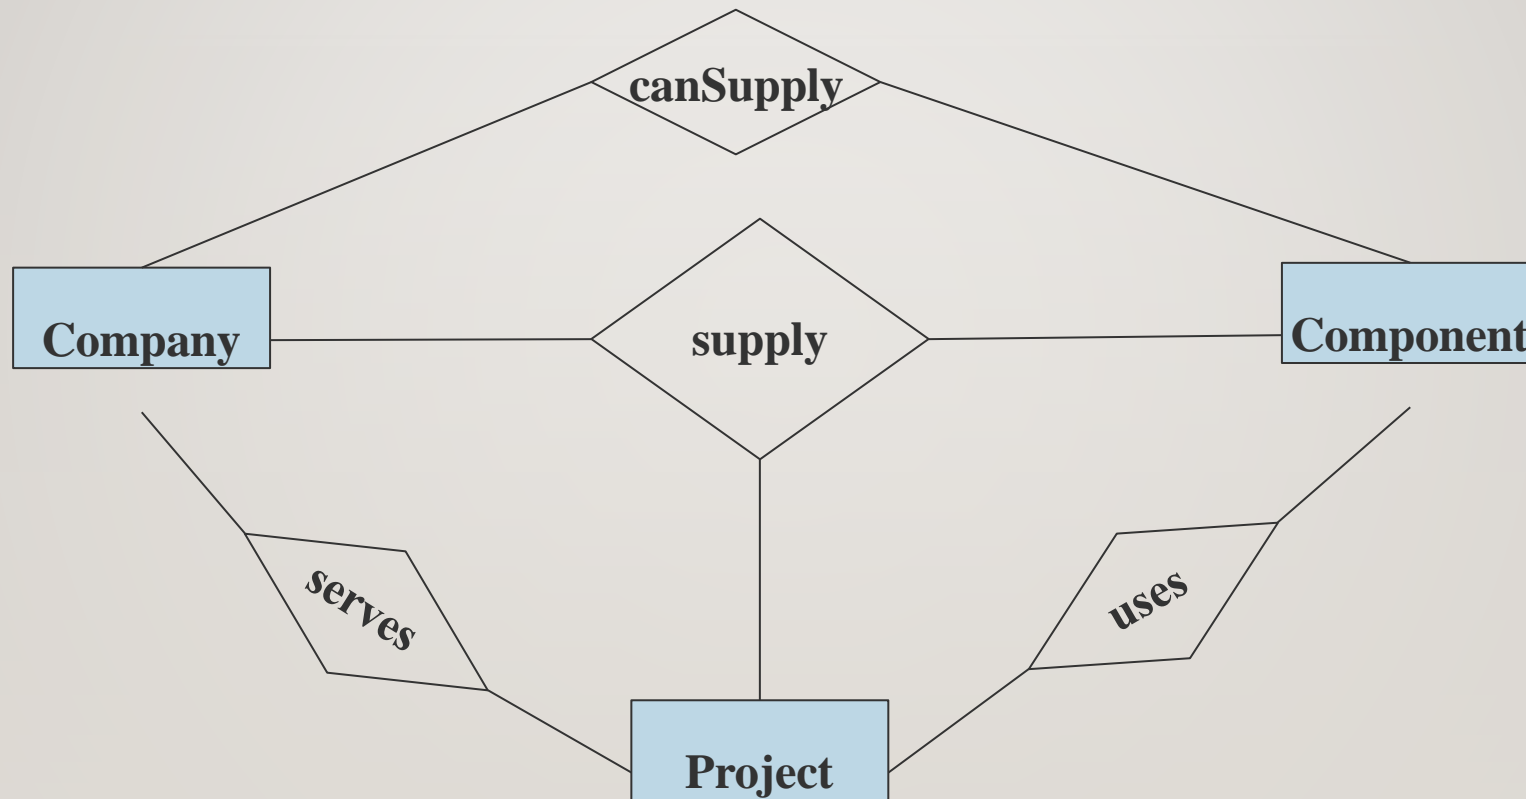 canSupply
Company
supply
Component
serves
uses
Project